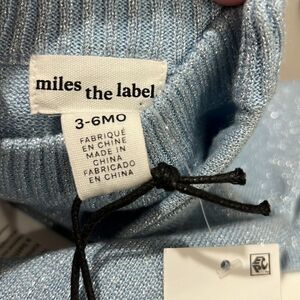 miles the label
3-6MO
FABRIQUÉ
EN CHINE
MADE IN
CHINA
FABRICADO
EN CHINA